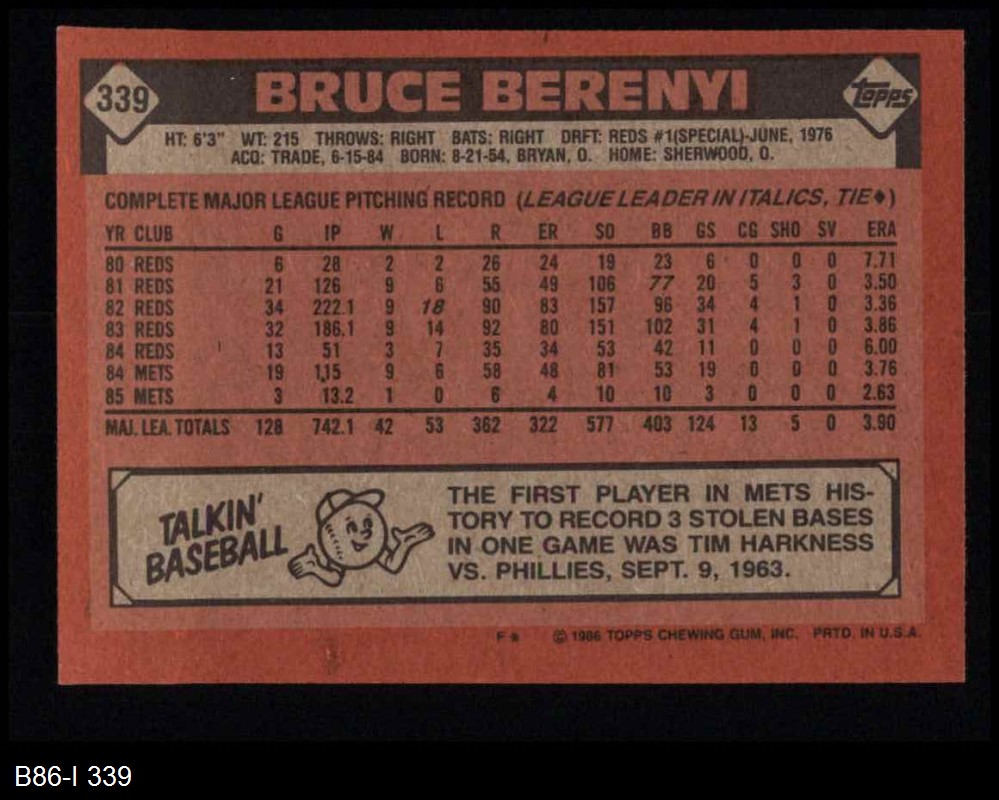 339
BRUCE BERENYI
Topps
HT: 6'3" WT: 215 THROWS: RIGHT BATS: RIGHT DRFT: REDS #1(SPECIAL)-JUNE, 1976
ACQ: TRADE, 6-15-84 BORN: 8-21-54, BRYAN, O. HOME: SHERWOOD, O.
COMPLETE MAJOR LEAGUE PITCHING RECORD (LEAGUE LEADER IN ITALICS, TIE♦)
YR CLUB G IP W L R ER SO BB GS CG SHO SV ERA
80 REDS 6 28 2 2 26 24 19 23 6 0 0 0 7.71
81 REDS 21 126 9 6 55 49 106 77 20 5 3 0 3.50
82 REDS 34 222.1 9 18 90 83 157 96 34 4 1 0 3.36
83 REDS 32 186.1 9 14 92 80 151 102 31 4 1 0 3.86
84 REDS 13 51 3 7 35 34 53 42 11 0 0 0 6.00
84 METS 19 115 9 6 58 48 81 53 19 0 0 0 3.76
85 METS 3 13.2 1 0 6 4 10 10 3 0 0 0 2.63
MAJ. LEA. TOTALS 128 742.1 42 53 362 322 577 403 124 13 5 0 3.90
TALKIN'
BASEBALL
THE FIRST PLAYER IN METS HIS-
TORY TO RECORD 3 STOLEN BASES
IN ONE GAME WAS TIM HARKNESS
VS. PHILLIES, SEPT. 9, 1963.
F* © 1986 TOPPS CHEWING GUM, INC. PRTD. IN U.S.A.
B86-I 339